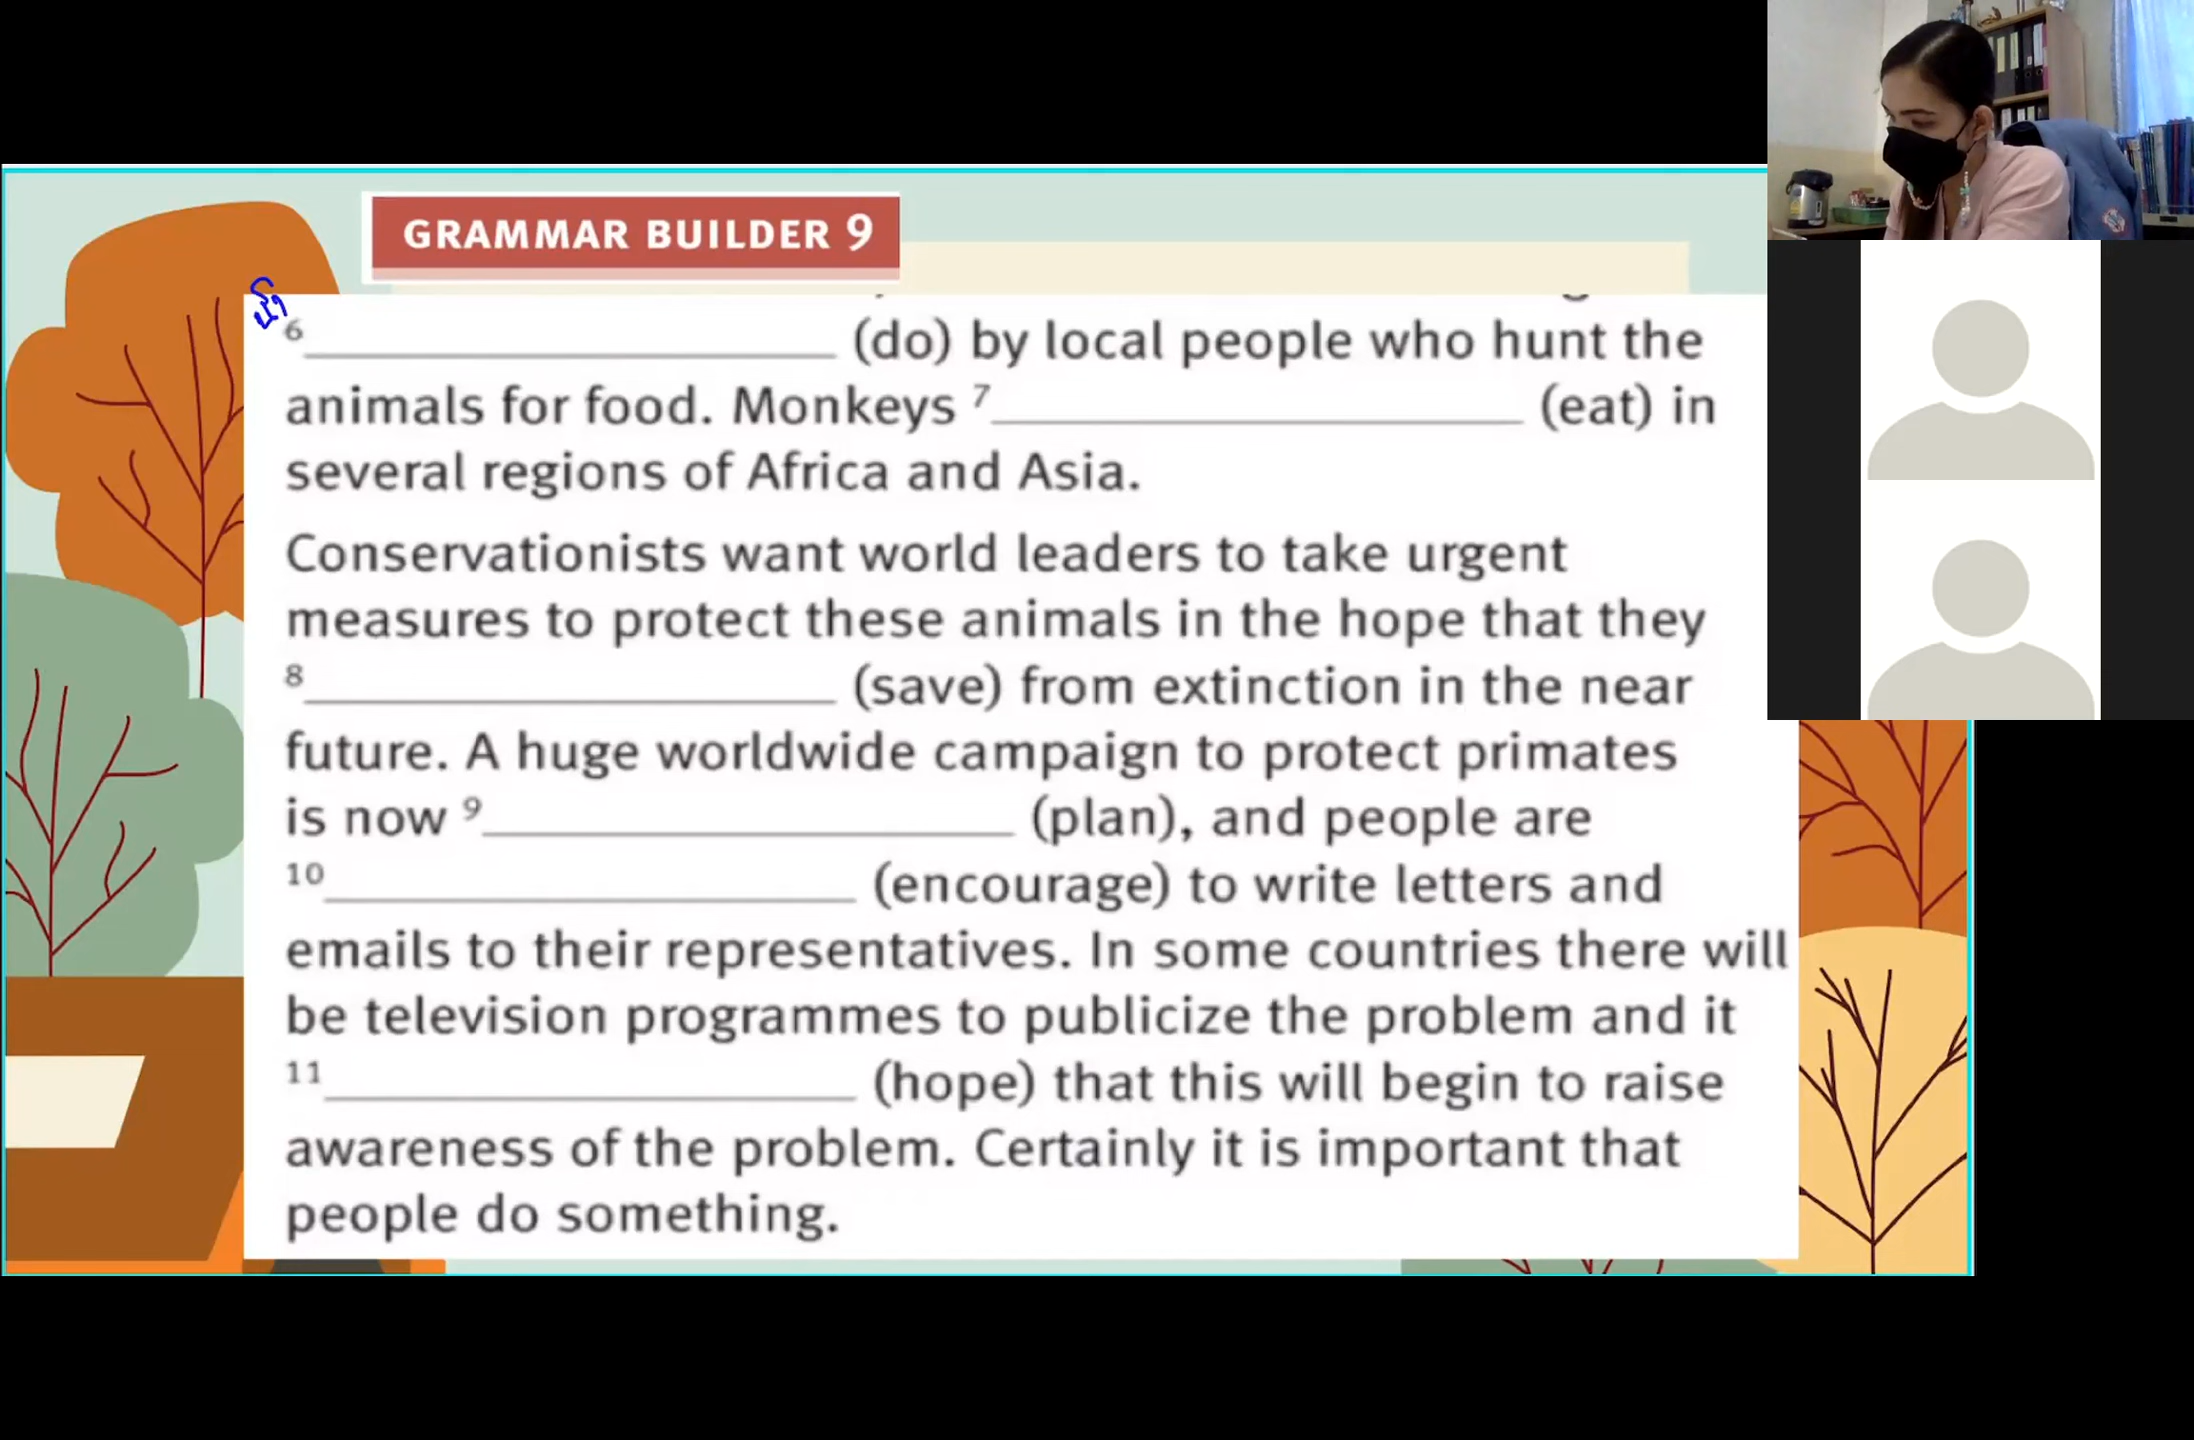 GRAMMAR BUILDER 9
6 ____________ (do) by local people who hunt the
animals for food. Monkeys 7 ____________ (eat) in
several regions of Africa and Asia.
Conservationists want world leaders to take urgent
measures to protect these animals in the hope that they
8 ____________ (save) from extinction in the near
future. A huge worldwide campaign to protect primates
is now 9 ____________ (plan), and people are
10 ____________ (encourage) to write letters and
emails to their representatives. In some countries there will
be television programmes to publicize the problem and it
11 ____________ (hope) that this will begin to raise
awareness of the problem. Certainly it is important that
people do something.